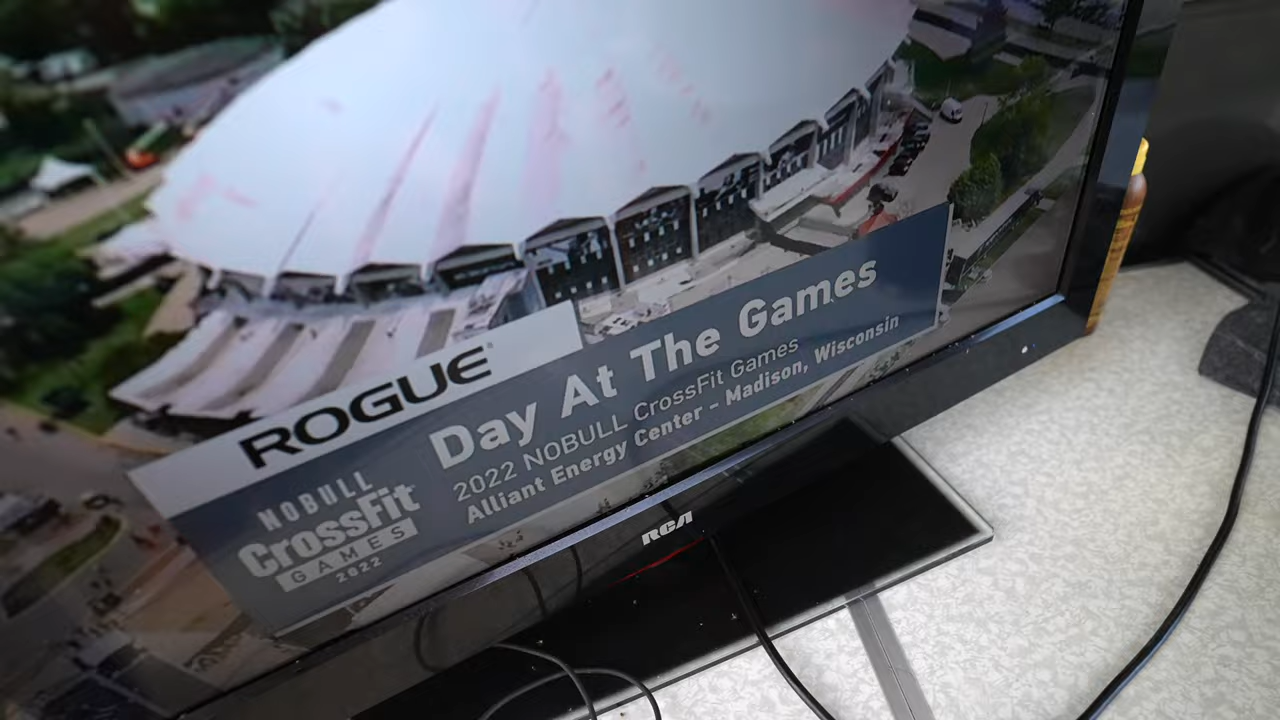 ROGUE
NOBULL
CrossFit
GAMES
2022
Day At The Games
2022 NOBULL CrossFit Games
Alliant Energy Center - Madison, Wisconsin
RCA